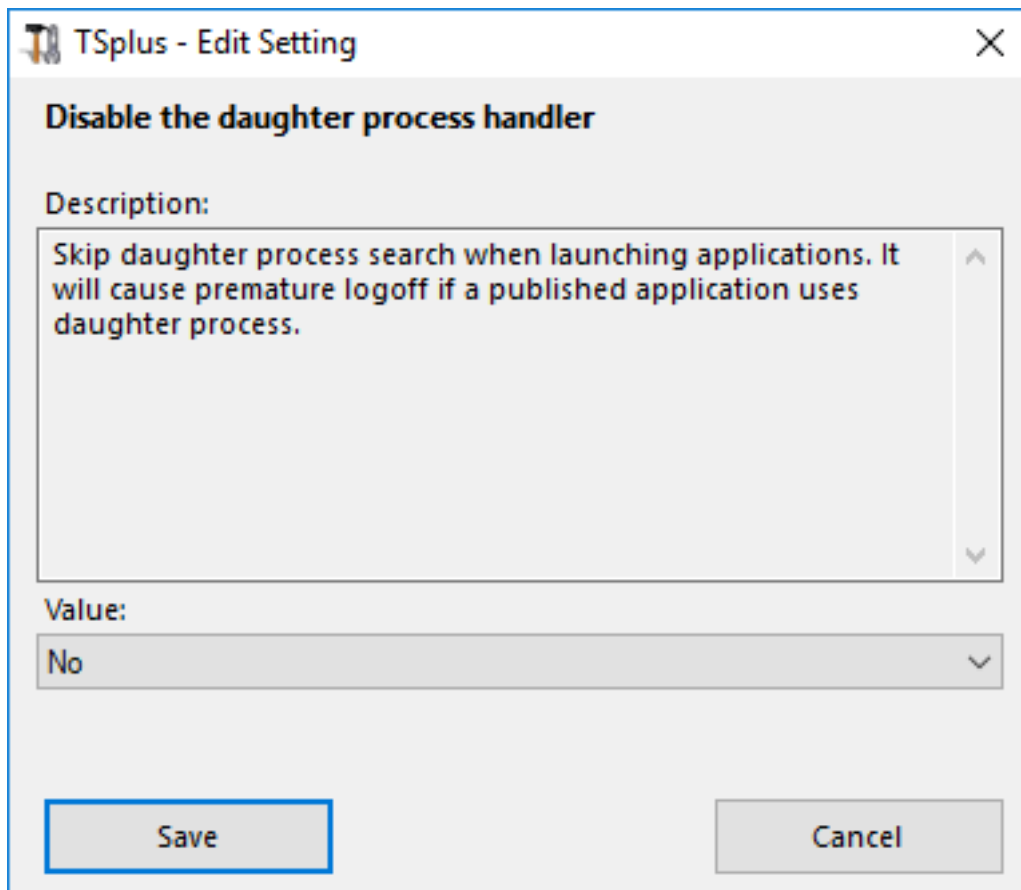 TSplus - Edit Setting
Disable the daughter process handler
Description:
Skip daughter process search when launching applications. It
will cause premature logoff if a published application uses
daughter process.
Value:
No
Save
Cancel